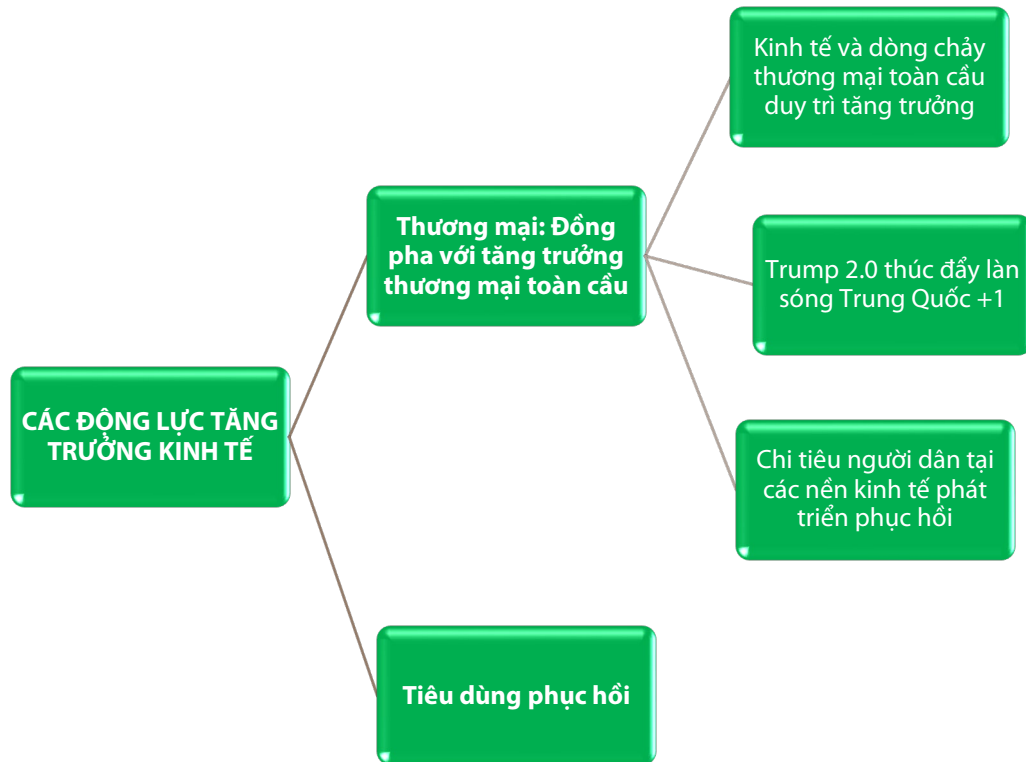 CÁC ĐỘNG LỰC TĂNG
TRƯỞNG KINH TẾ
Thương mại: Đồng
pha với tăng trưởng
thương mại toàn cầu
Kinh tế và dòng chảy
thương mại toàn cầu
duy trì tăng trưởng
Trump 2.0 thúc đẩy làn
sóng Trung Quốc +1
Chi tiêu người dân tại
các nền kinh tế phát
triển phục hồi
Tiêu dùng phục hồi